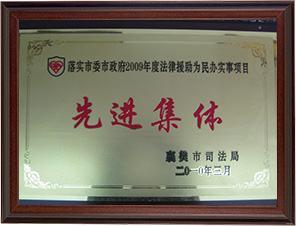 落实市委市政府2009年度法律援助为民办实事项目
先进集体
襄樊市司法局
二〇一〇年三月